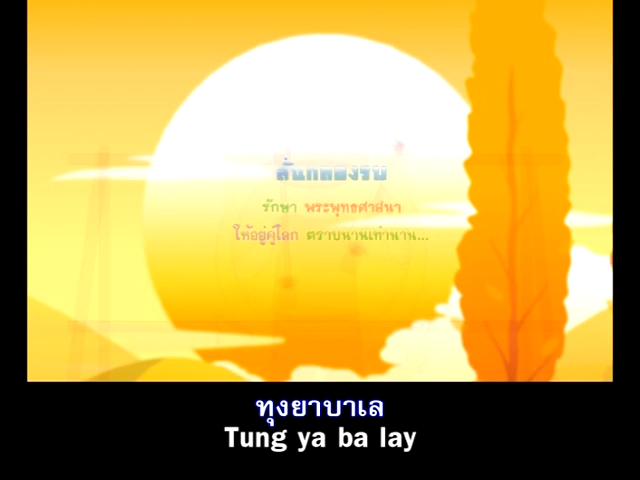 ลั่นกลองรบ
รักษา พระพุทธศาสนา
ให้อยู่คู่โลก ตราบนานเท่านาน...
ทุงยาบาเล
Tung ya ba lay